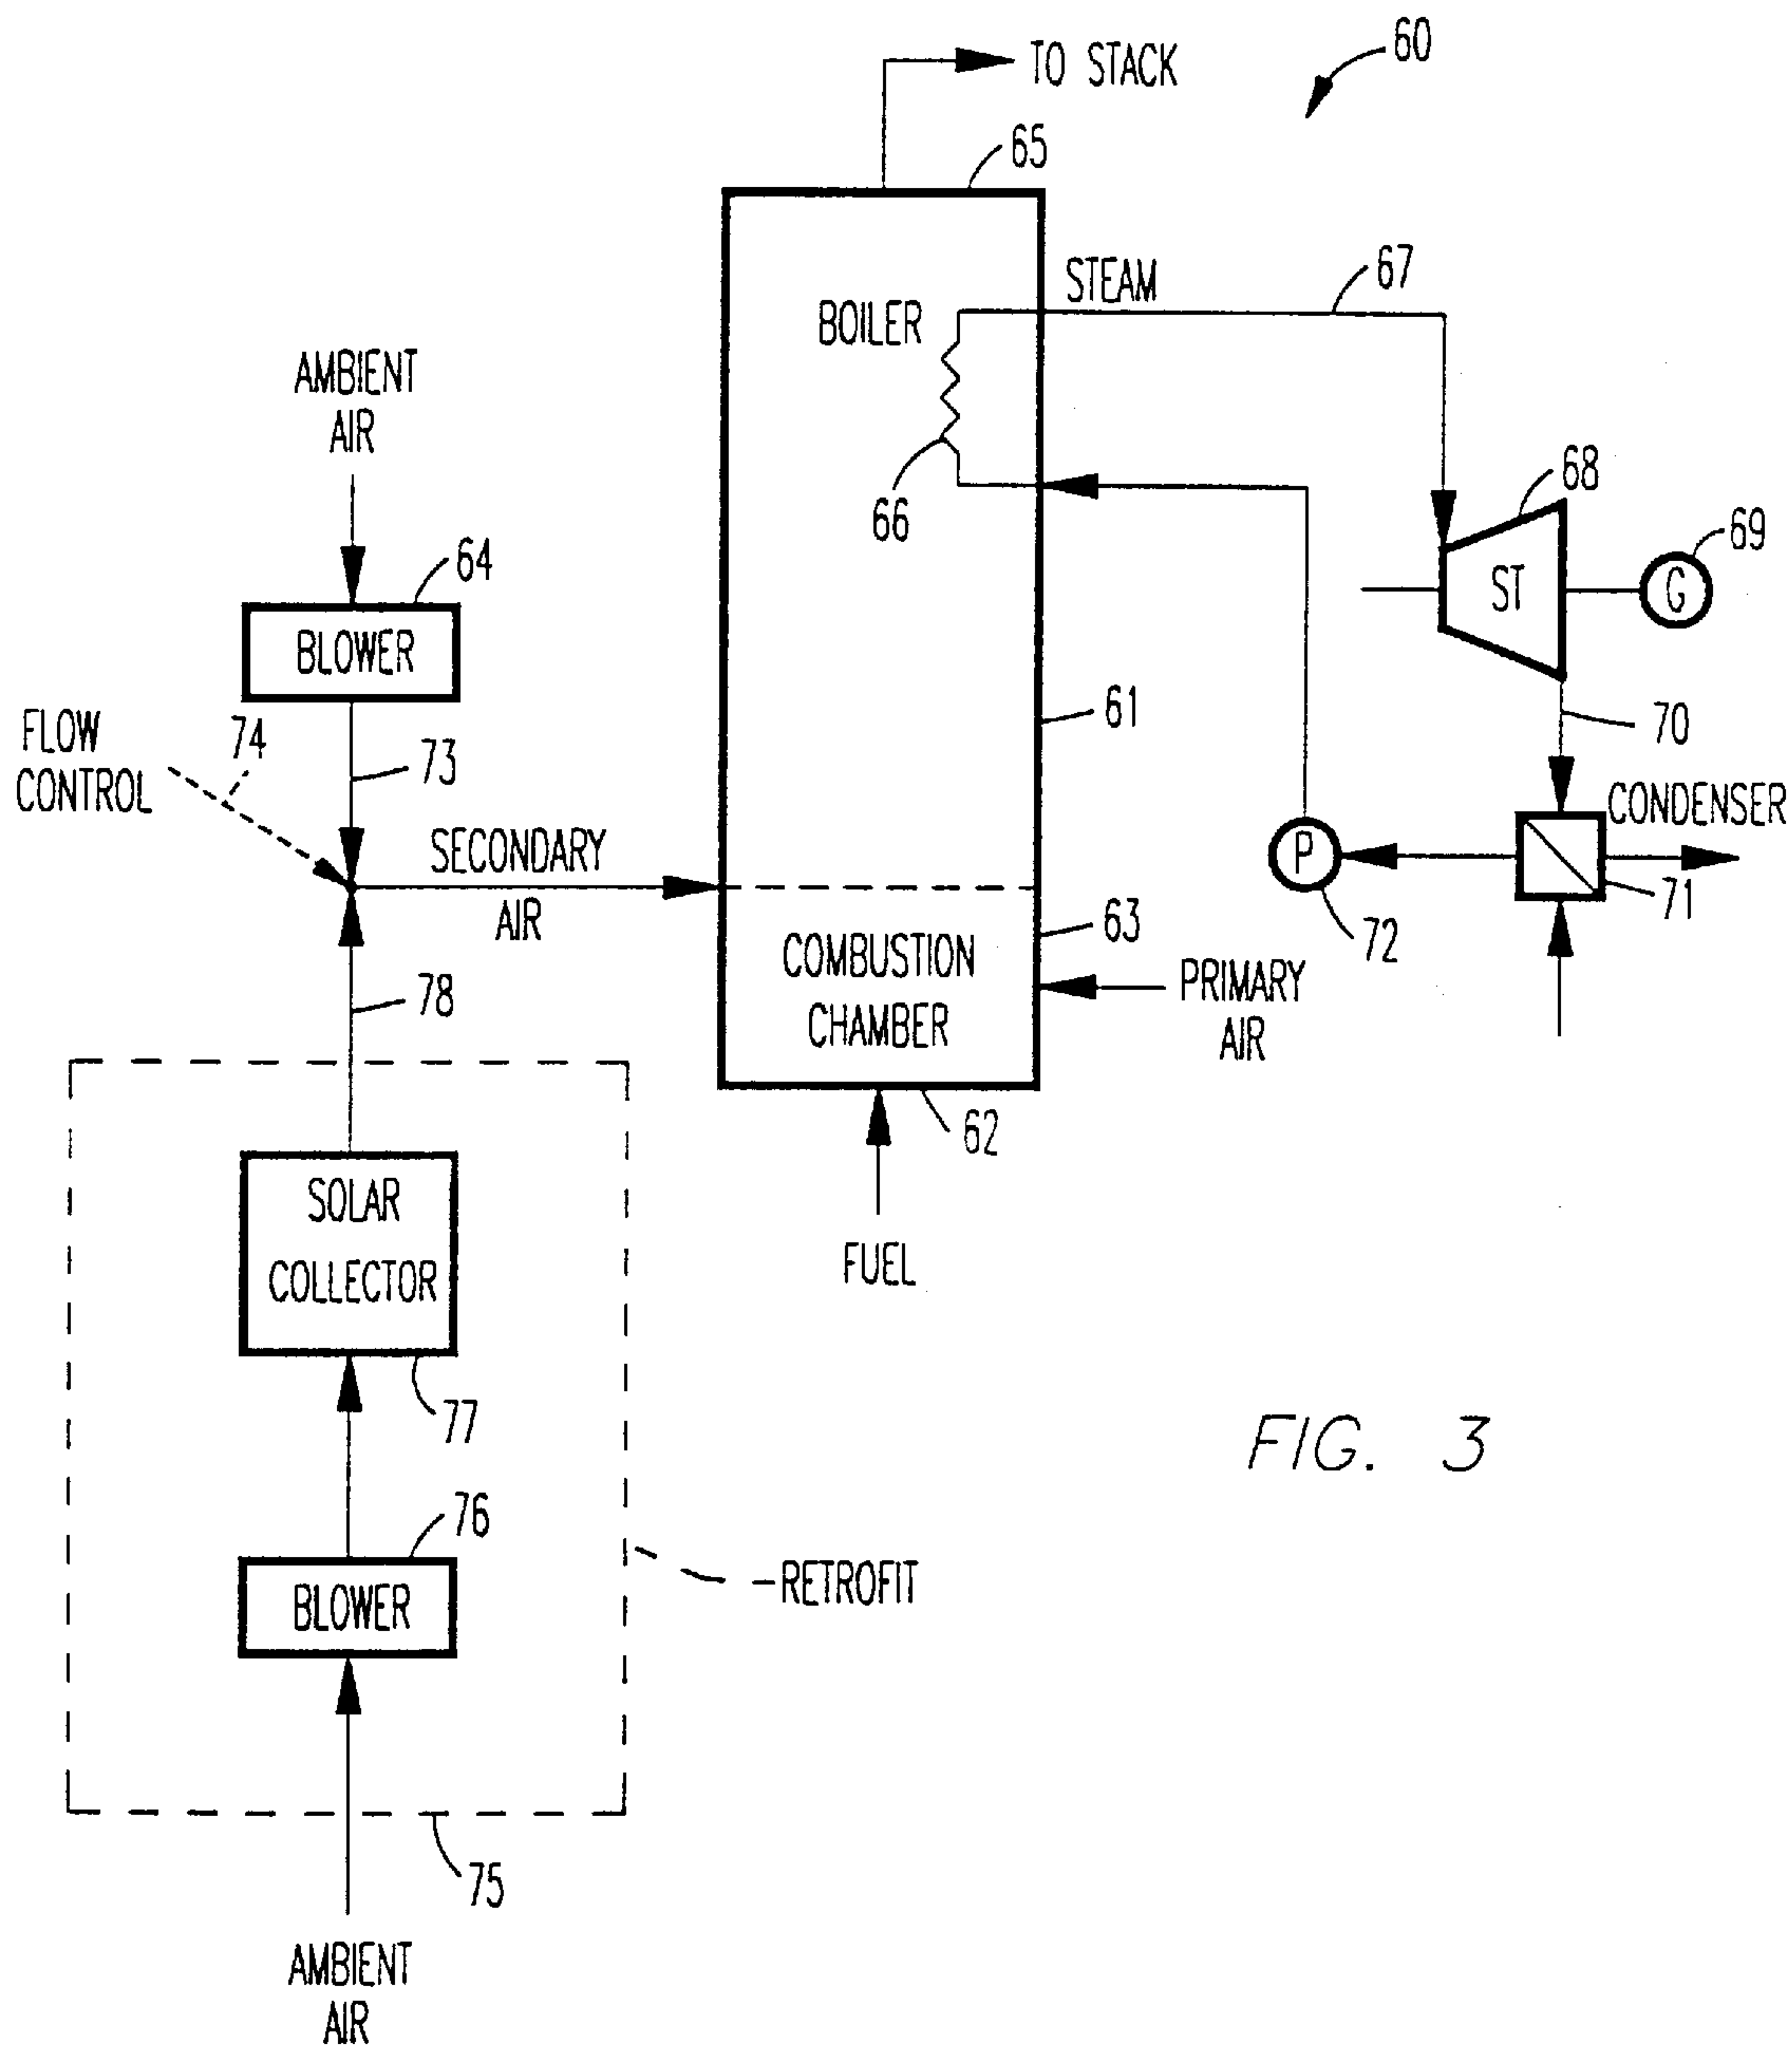 60
TO STACK
65
STEAM
67
BOILER
AMBIENT
AIR
66
68
69
ST
G
64
BLOWER
61
70
FLOW
CONTROL
74
73
CONDENSER
SECONDARY
AIR
P
71
72
63
COMBUSTION
CHAMBER
PRIMARY
AIR
78
62
SOLAR
COLLECTOR
FUEL
77
FIG. 3
76
BLOWER
RETROFIT
75
AMBIENT
AIR